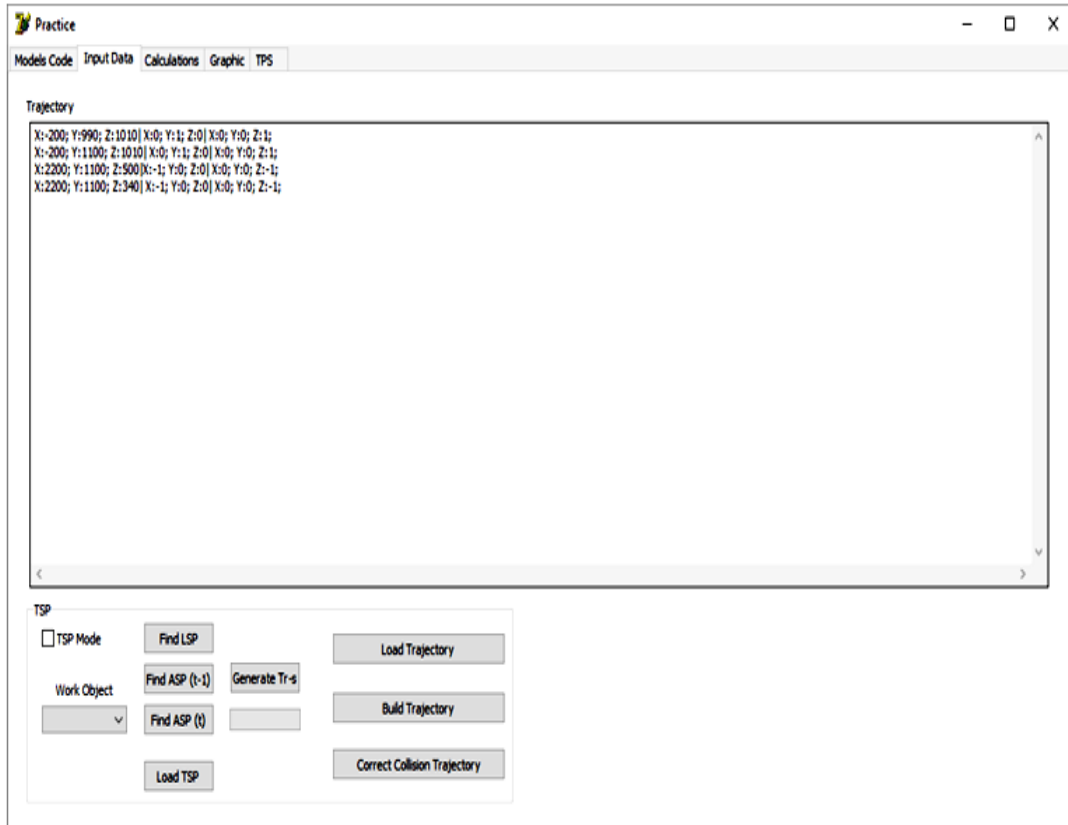 Practice
Models Code Input Data Calculations Graphic TPS
Trajectory
X:-200; Y:990; Z:1010| X:0; Y:1; Z:0| X:0; Y:0; Z:1;
X:-200; Y:1100; Z:1010| X:0; Y:1; Z:0| X:0; Y:0; Z:1;
X:2200; Y:1100; Z:500|X:-1; Y:0; Z:0| X:0; Y:0; Z:-1;
X:2200; Y:1100; Z:340| X:-1; Y:0; Z:0| X:0; Y:0; Z:-1;
TSP
TSP Mode
Find LSP
Load Trajectory
Work Object
Find ASP (t-1)
Generate Tr-s
Find ASP (t)
Build Trajectory
Load TSP
Correct Collision Trajectory